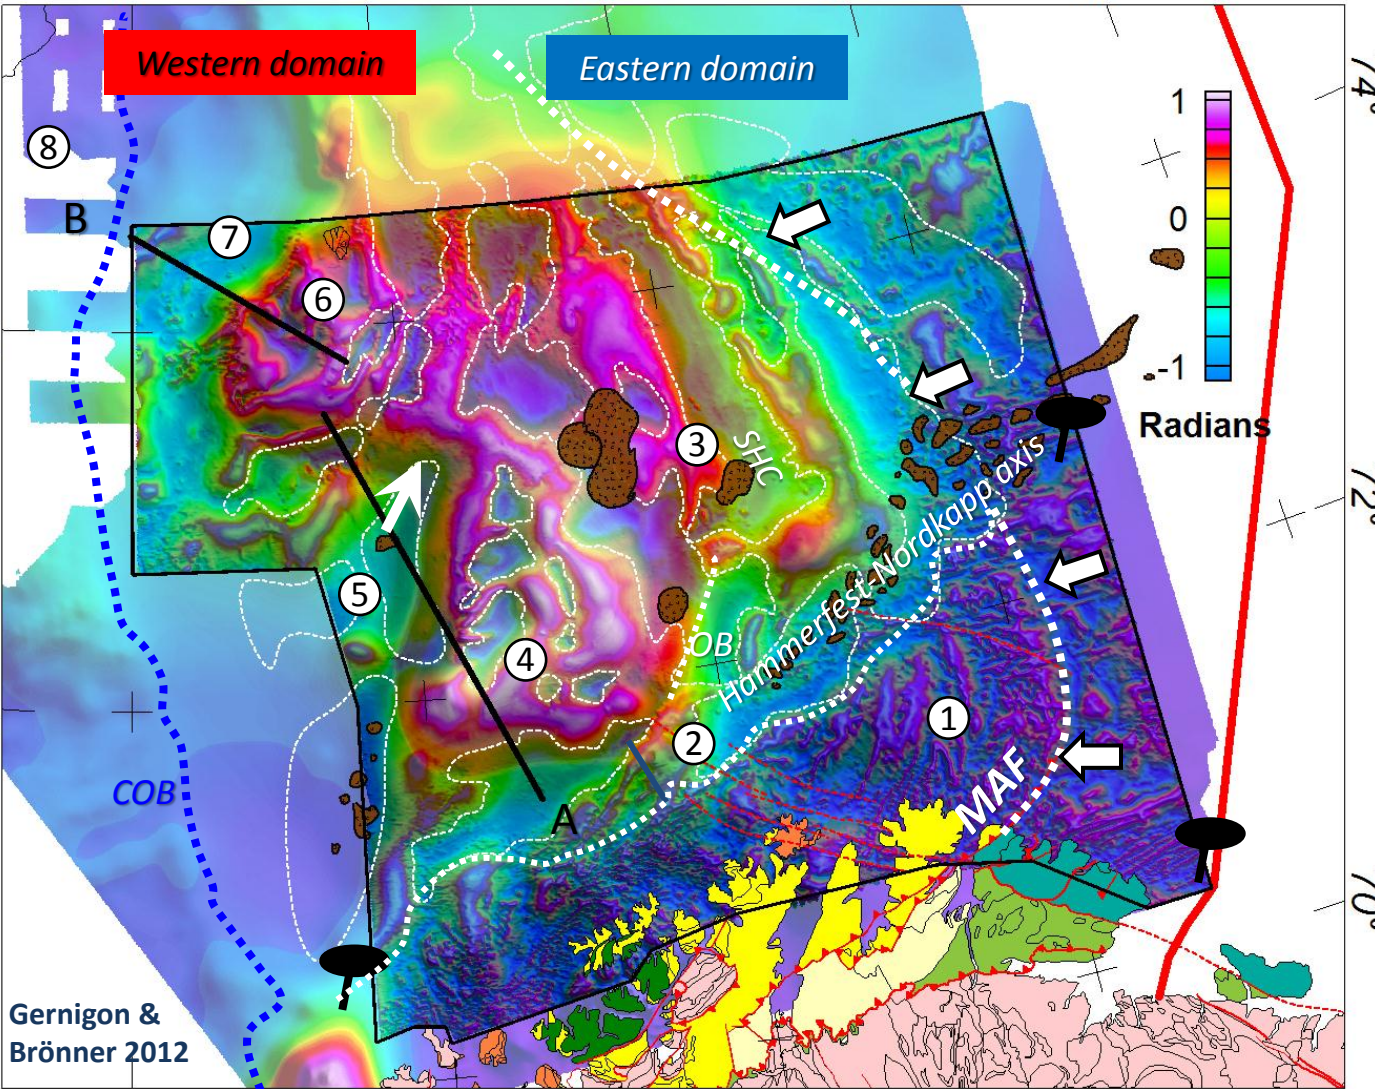 Western domain
Eastern domain
74°
1
8
B
7
0
6
-1
Radians
3
SHC
72°
Hammerfest-Nordkapp axis
5
OB
4
1
2
MAF
COB
A
70°
Gernigon &
Brönner 2012